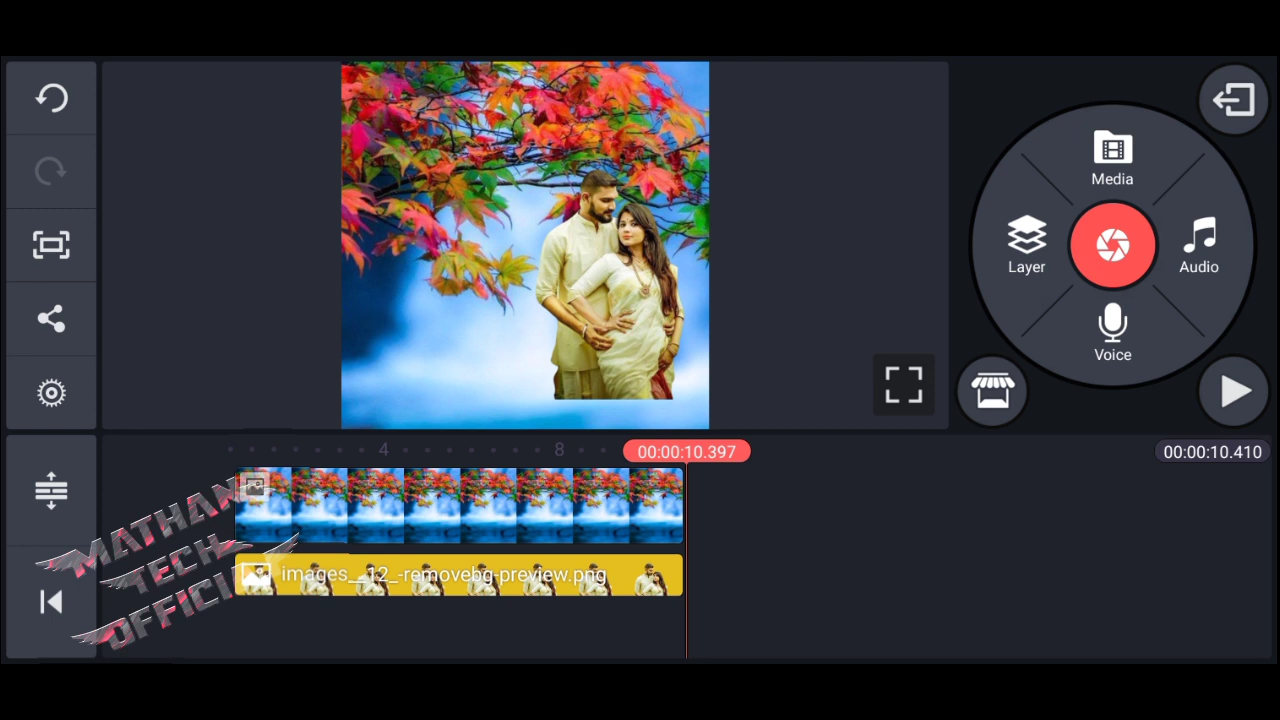 Media
Layer
Audio
Voice
4
8
00:00:10.397
00:00:10.410
MATHAN
TECH
images__12_-removebg-preview.png
OFFICI